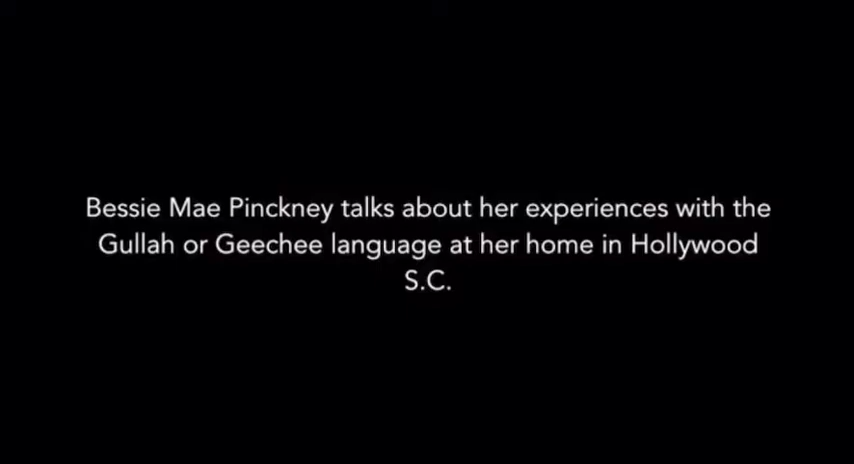 Bessie Mae Pinckney talks about her experiences with the
Gullah or Geechee language at her home in Hollywood
S.C.